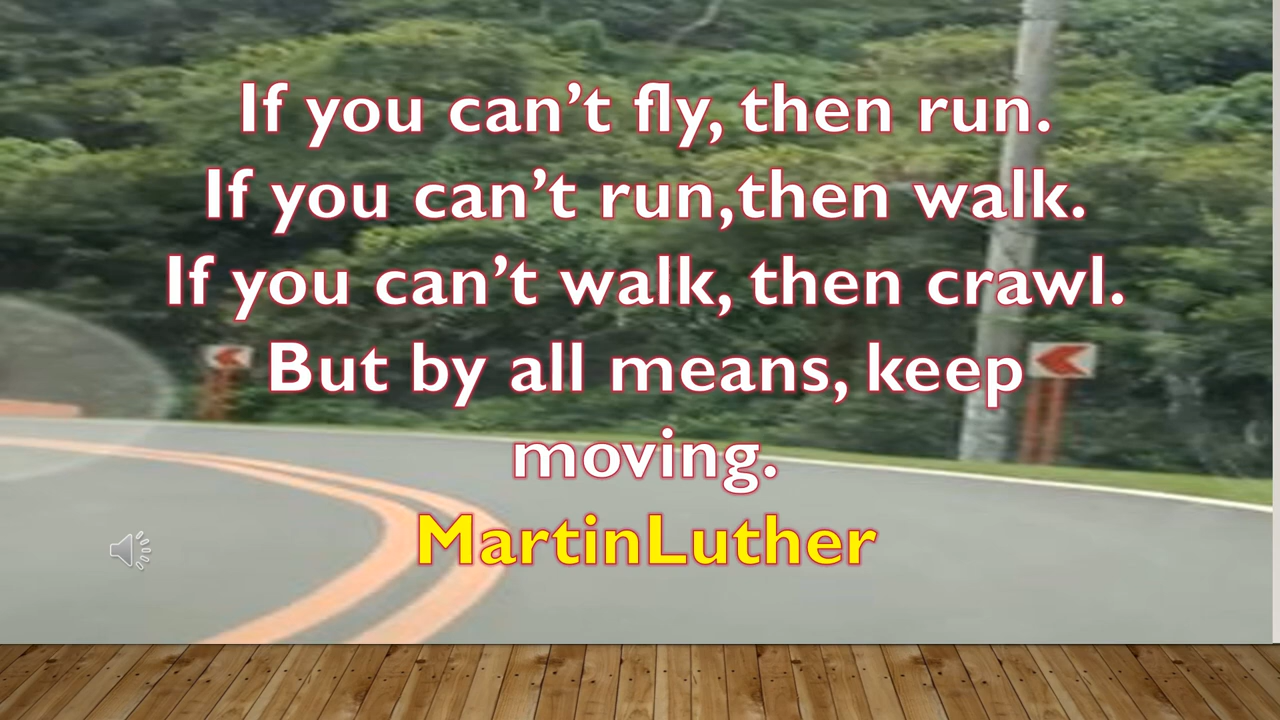 If you can’t fly, then run.
If you can’t run,then walk.
If you can’t walk, then crawl.
But by all means, keep
moving.
MartinLuther